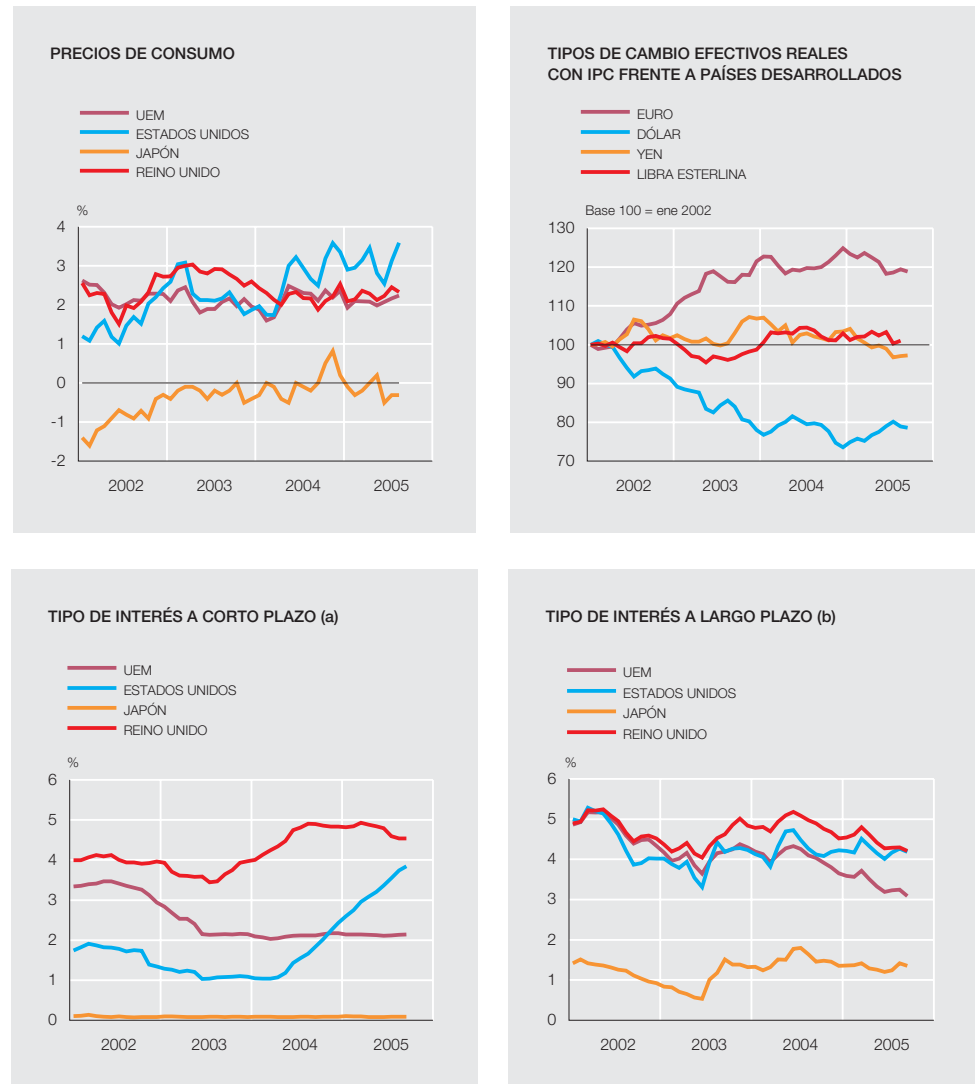 PRECIOS DE CONSUMO
UEM
ESTADOS UNIDOS
JAPÓN
REINO UNIDO
%
4
3
2
1
0
-1
-2
2002 2003 2004 2005
TIPOS DE CAMBIO EFECTIVOS REALES
CON IPC FRENTE A PAÍSES DESARROLLADOS
EURO
DÓLAR
YEN
LIBRA ESTERLINA
Base 100 = ene 2002
130
120
110
100
90
80
70
2002 2003 2004 2005
TIPO DE INTERÉS A CORTO PLAZO (a)
UEM
ESTADOS UNIDOS
JAPÓN
REINO UNIDO
%
6
5
4
3
2
1
0
2002 2003 2004 2005
TIPO DE INTERÉS A LARGO PLAZO (b)
UEM
ESTADOS UNIDOS
JAPÓN
REINO UNIDO
%
6
5
4
3
2
1
0
2002 2003 2004 2005